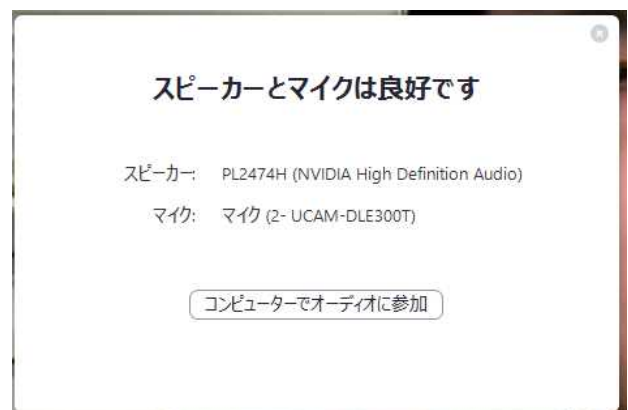 スピーカーとマイクは良好です
スピーカー: PL2474H (NVIDIA High Definition Audio)
マイク: マイク (2- UCAM-DLE300T)
コンピューターでオーディオに参加